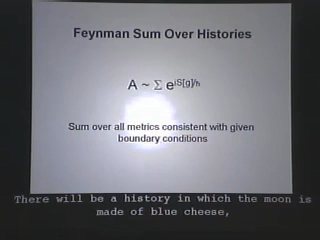 Feynman Sum Over Histories
A ~ Σ e^iS[g]/h
Sum over all metrics consistent with given
boundary conditions
There will be a history in which the moon is
made of blue cheese,